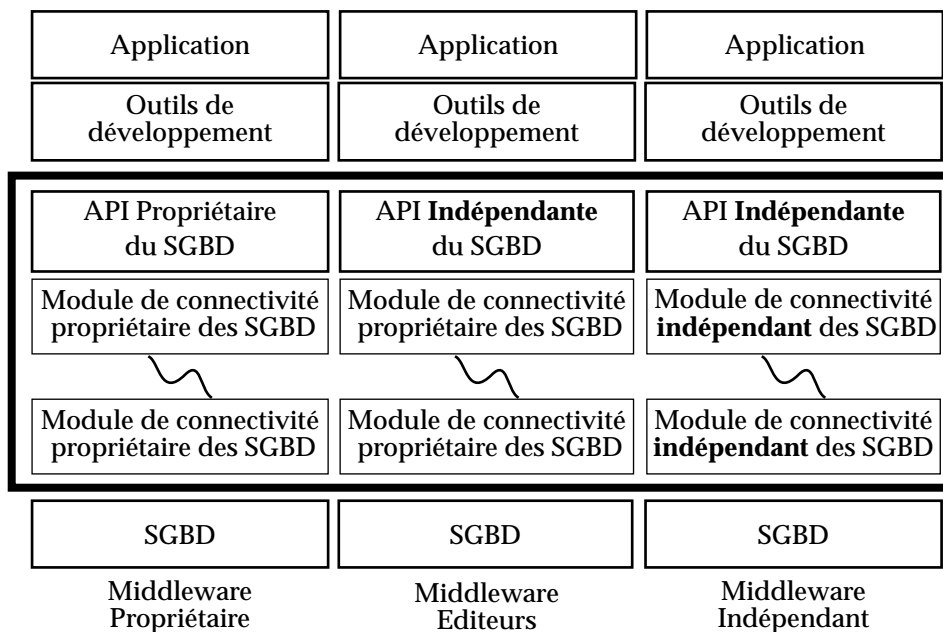 Application
Application
Application
Outils de
développement
Outils de
développement
Outils de
développement
API Propriétaire
du SGBD
API Indépendante
du SGBD
API Indépendante
du SGBD
Module de connectivité
propriétaire des SGBD
Module de connectivité
propriétaire des SGBD
Module de connectivité
indépendant des SGBD
Module de connectivité
propriétaire des SGBD
Module de connectivité
propriétaire des SGBD
Module de connectivité
indépendant des SGBD
SGBD
SGBD
SGBD
Middleware
Propriétaire
Middleware
Editeurs
Middleware
Indépendant